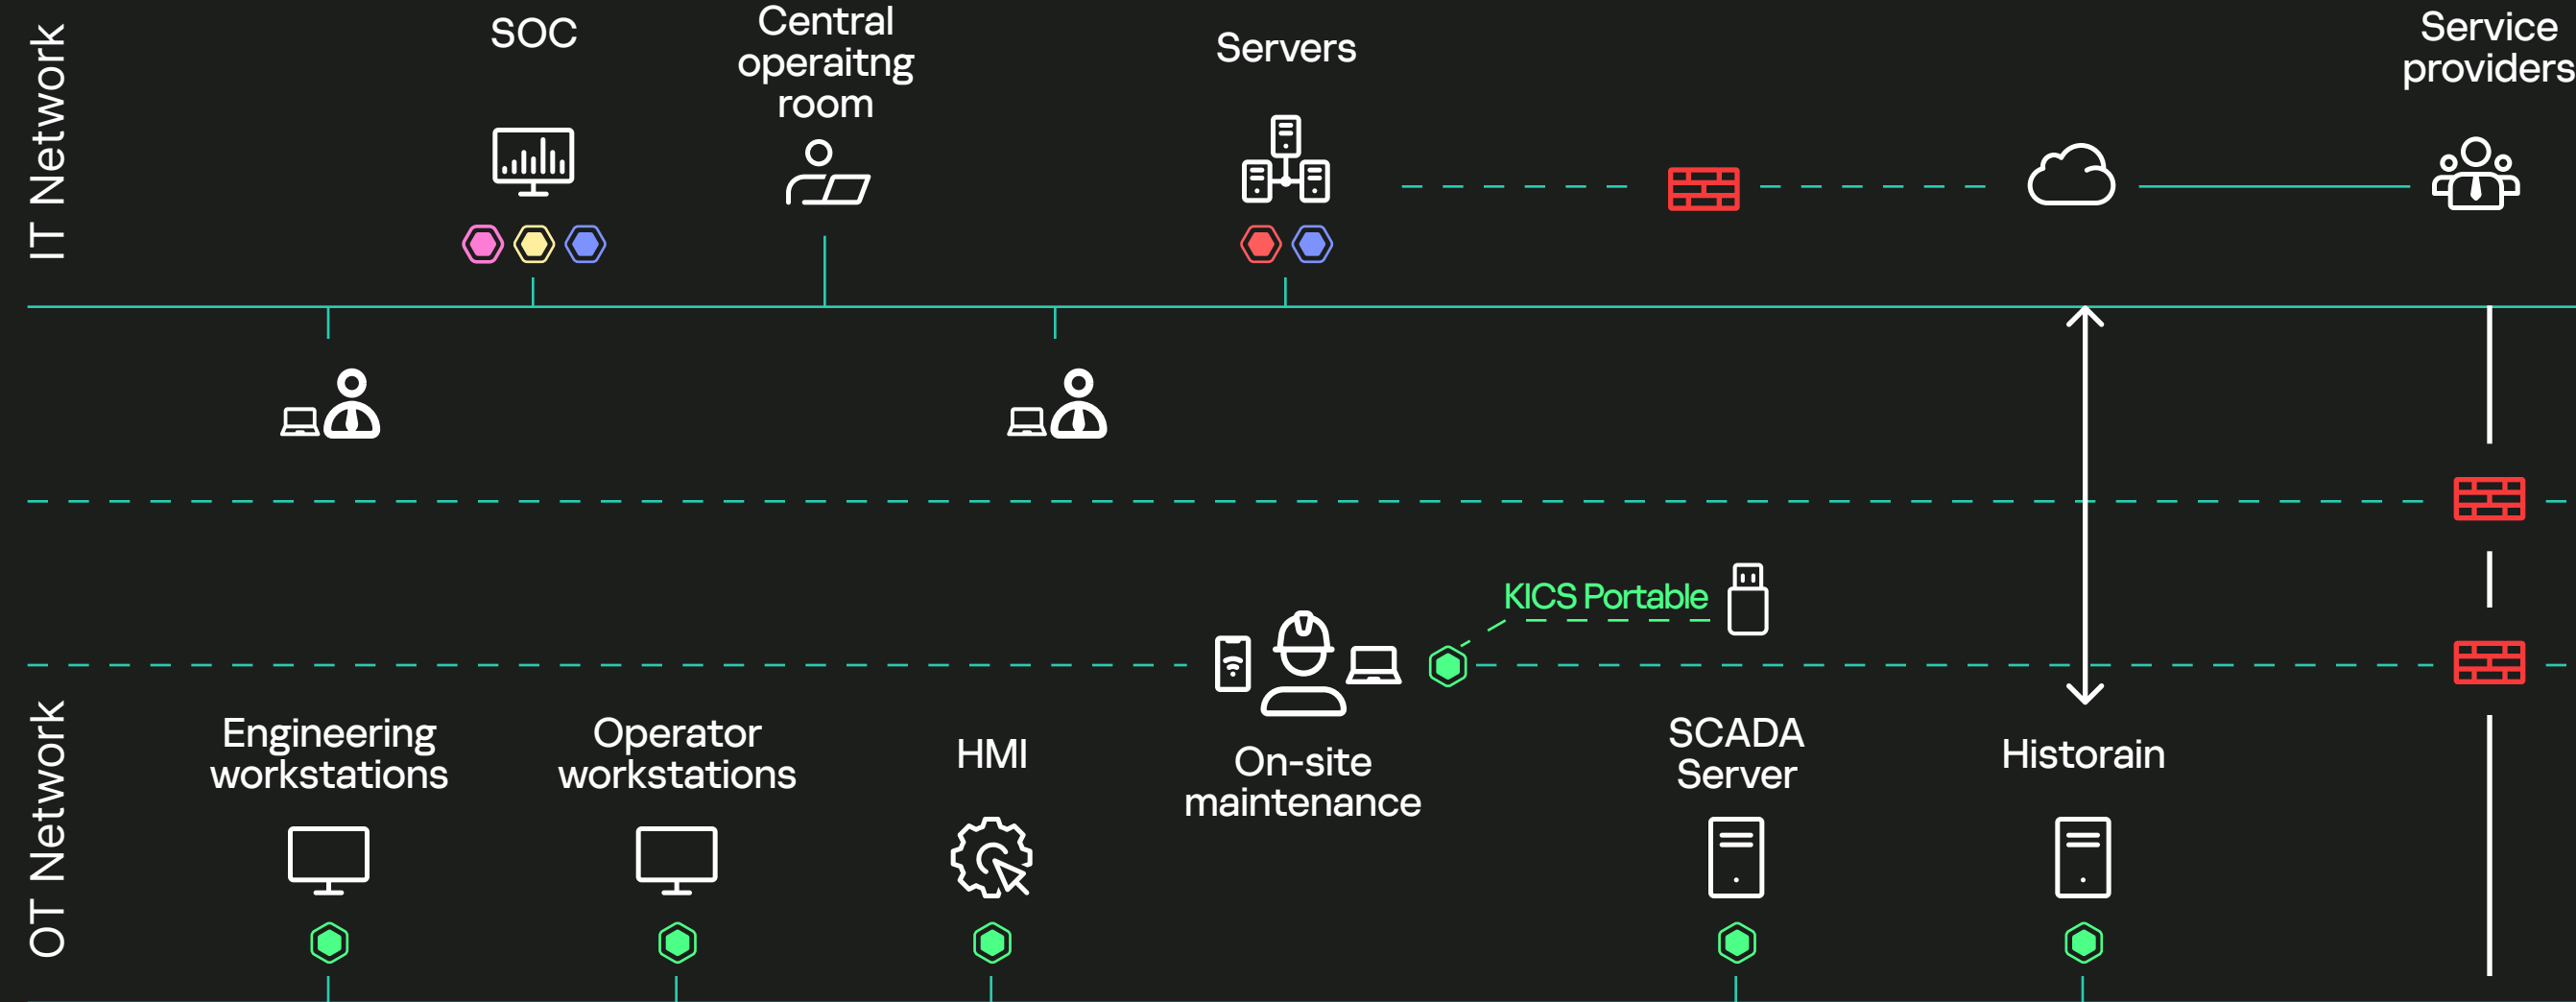 IT Network
SOC
Central
operaitng
room
Servers
Service
providers
KICS Portable
OT Network
Engineering
workstations
Operator
workstations
HMI
On-site
maintenance
SCADA
Server
Historain